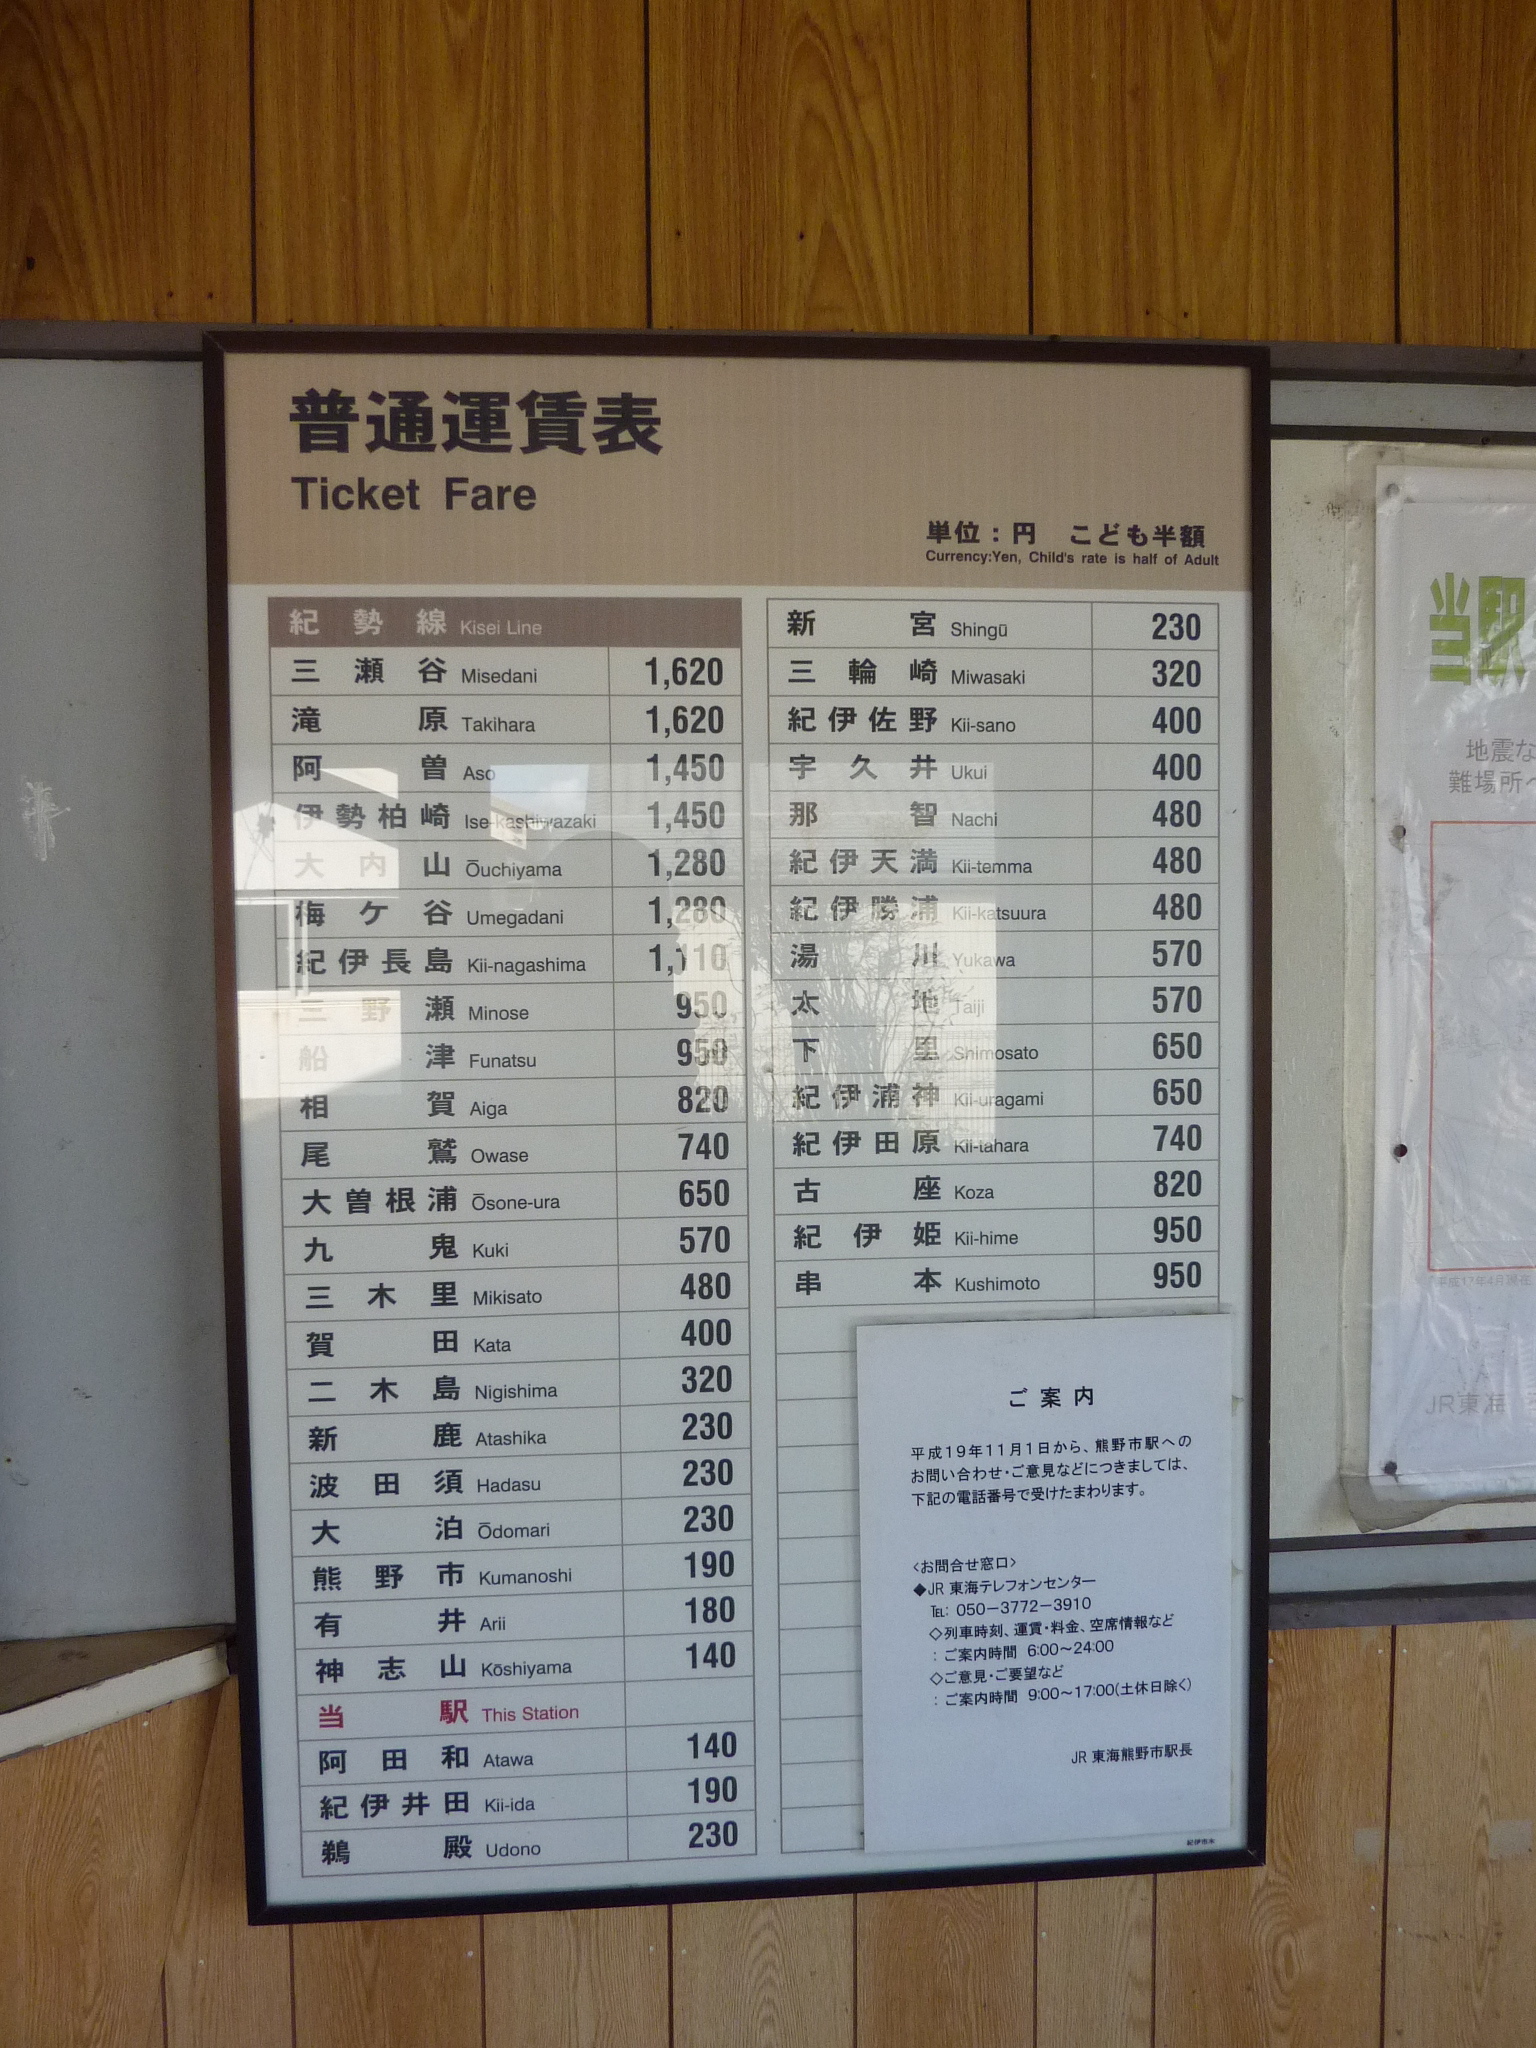 普通運賃表
Ticket Fare
単位：円　こども半額
Currency:Yen, Child's rate is half of Adult
紀勢線 Kisei Line
三瀬谷 Misedani 1,620
滝原 Takihara 1,620
阿曽 Aso 1,450
伊勢柏崎 Ise-kashiwazaki 1,450
大内山 Ōuchiyama 1,280
梅ケ谷 Umegadani 1,280
紀伊長島 Kii-nagashima 1,110
三野瀬 Minose 950
船津 Funatsu 950
相賀 Aiga 820
尾鷲 Owase 740
大曽根浦 Ōsone-ura 650
九鬼 Kuki 570
三木里 Mikisato 480
賀田 Kata 400
二木島 Nigishima 320
新鹿 Atashika 230
波田須 Hadasu 230
大泊 Ōdomari 230
熊野市 Kumanoshi 190
有井 Arii 180
神志山 Kōshiyama 140
当駅 This Station
阿田和 Atawa 140
紀伊井田 Kii-ida 190
鵜殿 Udono 230
新宮 Shingū 230
三輪崎 Miwasaki 320
紀伊佐野 Kii-sano 400
宇久井 Ukui 400
那智 Nachi 480
紀伊天満 Kii-temma 480
紀伊勝浦 Kii-katsuura 480
湯川 Yukawa 570
太地 Taiji 570
下里 Shimosato 650
紀伊浦神 Kii-uragami 650
紀伊田原 Kii-tahara 740
古座 Koza 820
紀伊姫 Kii-hime 950
串本 Kushimoto 950
ご案内
平成19年11月1日から、熊野市駅への
お問い合わせ・ご意見などにつきましては、
下記の電話番号で受けたまわります。
<お問合せ窓口>
◆JR 東海テレフォンセンター
℡: 050－3772－3910
◇列車時刻、運賃・料金、空席情報など
：ご案内時間 6:00～24:00
◇ご意見・ご要望など
：ご案内時間 9:00～17:00(土休日除く)
JR 東海熊野市駅長
紀伊市木
当駅
地震な
難場所へ
平成17年4月現在
JR東海